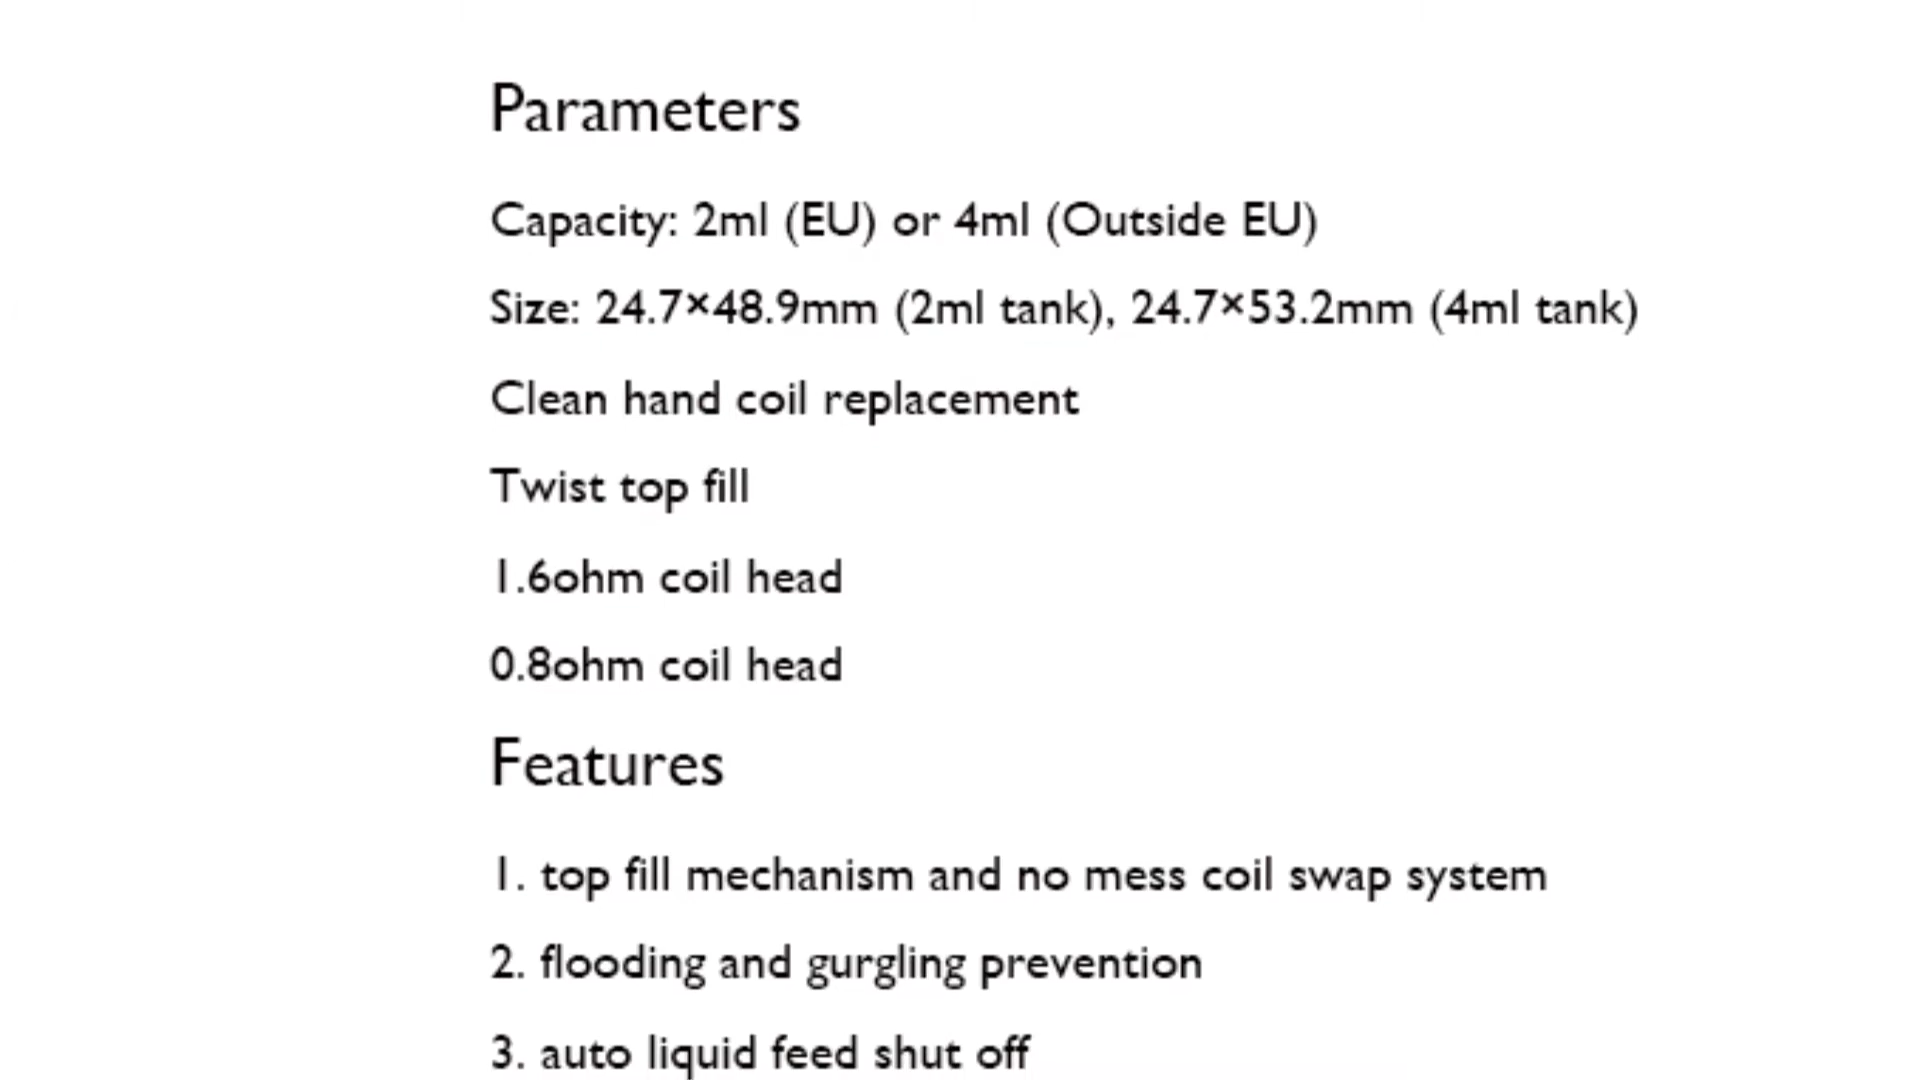 Parameters
Capacity: 2ml (EU) or 4ml (Outside EU)
Size: 24.7×48.9mm (2ml tank), 24.7×53.2mm (4ml tank)
Clean hand coil replacement
Twist top fill
1.6ohm coil head
0.8ohm coil head
Features
1. top fill mechanism and no mess coil swap system
2. flooding and gurgling prevention
3. auto liquid feed shut off